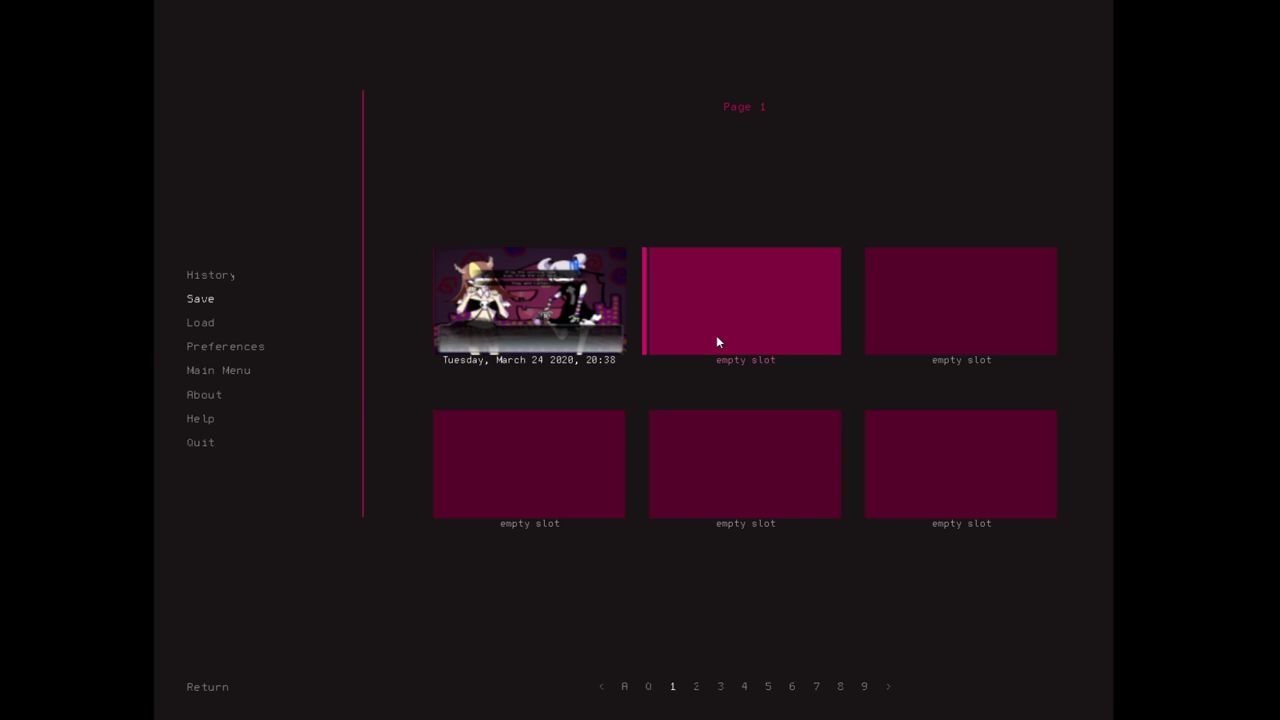 Page 1
History
Save
Load
Preferences
Main Menu
About
Help
Quit
Tuesday, March 24 2020, 20:38
empty slot
empty slot
empty slot
empty slot
empty slot
Return
< A Q 1 2 3 4 5 6 7 8 9 >